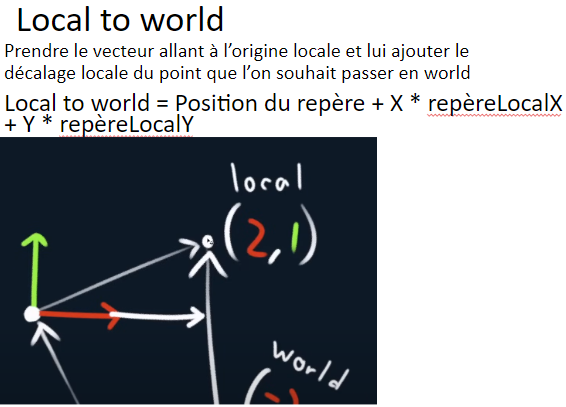 Local to world
Prendre le vecteur allant à l'origine locale et lui ajouter le
décalage locale du point que l'on souhait passer en world
Local to world = Position du repère + X * repèreLocalX
+ Y * repèreLocalY
local
(2,1)
world